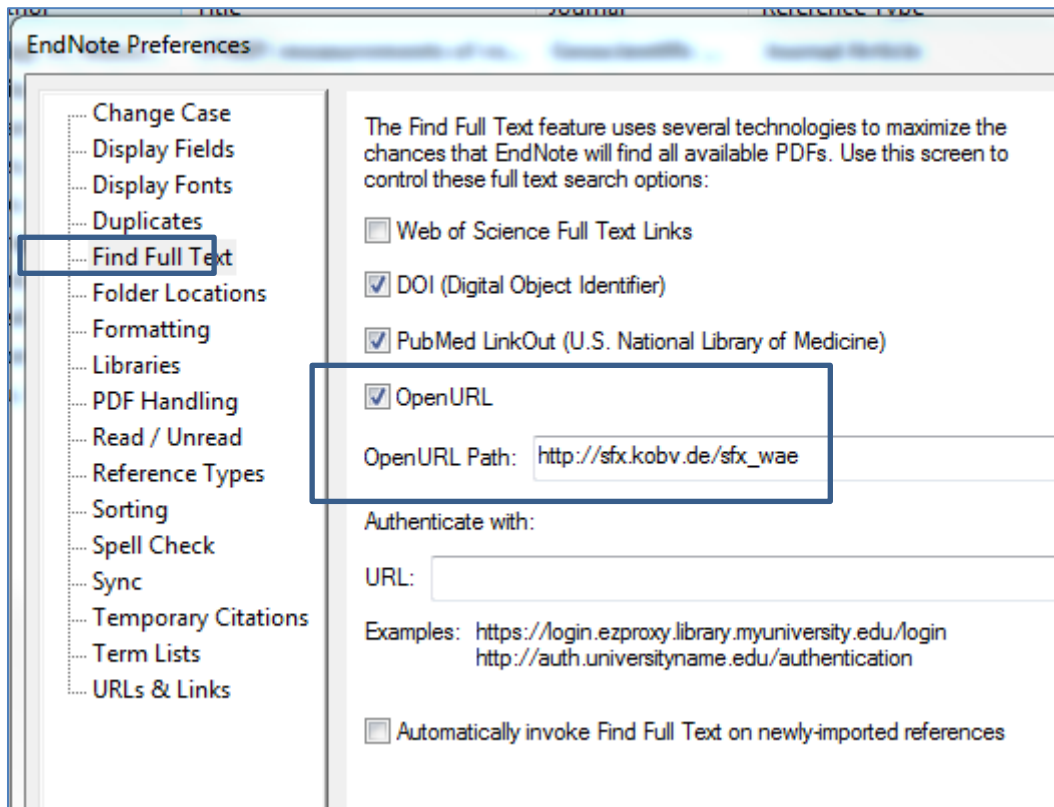 Title
Journal
Reference Type
EndNote Preferences
Change Case
Display Fields
Display Fonts
Duplicates
Find Full Text
Folder Locations
Formatting
Libraries
PDF Handling
Read / Unread
Reference Types
Sorting
Spell Check
Sync
Temporary Citations
Term Lists
URLs & Links
The Find Full Text feature uses several technologies to maximize the
chances that EndNote will find all available PDFs. Use this screen to
control these full text search options:
Web of Science Full Text Links
DOI (Digital Object Identifier)
PubMed LinkOut (U.S. National Library of Medicine)
OpenURL
OpenURL Path: http://sfx.kobv.de/sfx_wae
Authenticate with:
URL:
Examples: https://login.ezproxy.library.myuniversity.edu/login
http://auth.universityname.edu/authentication
Automatically invoke Find Full Text on newly-imported references